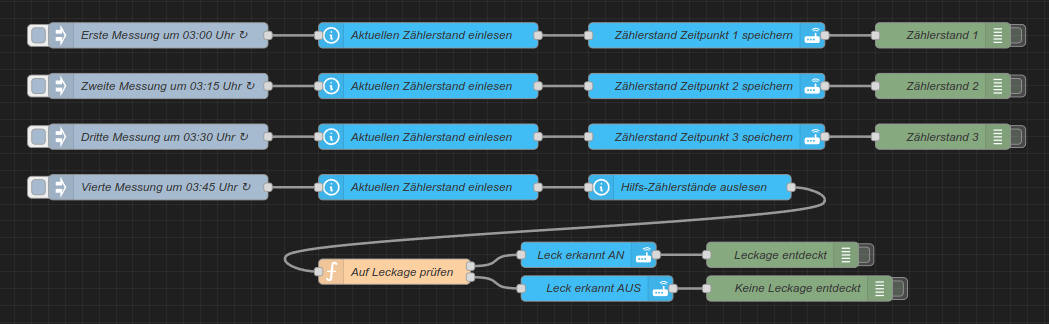 Erste Messung um 03:00 Uhr ↻ Aktuellen Zählerstand einlesen Zählerstand Zeitpunkt 1 speichern Zählerstand 1
Zweite Messung um 03:15 Uhr ↻ Aktuellen Zählerstand einlesen Zählerstand Zeitpunkt 2 speichern Zählerstand 2
Dritte Messung um 03:30 Uhr ↻ Aktuellen Zählerstand einlesen Zählerstand Zeitpunkt 3 speichern Zählerstand 3
Vierte Messung um 03:45 Uhr ↻ Aktuellen Zählerstand einlesen Hilfs-Zählerstände auslesen
Leck erkannt AN Leckage entdeckt
Auf Leckage prüfen
Leck erkannt AUS Keine Leckage entdeckt